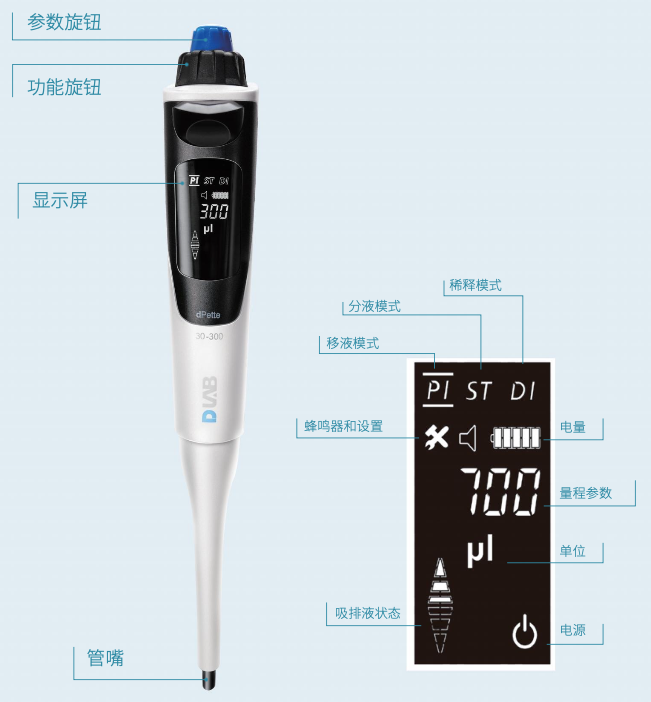 参数旋钮
功能旋钮
显示屏
PI ST DI
300
µl
dPette
30-300
DLAB
管嘴
稀释模式
分液模式
移液模式
PI ST DI
蜂鸣器和设置
电量
700
量程参数
µl
单位
吸排液状态
电源